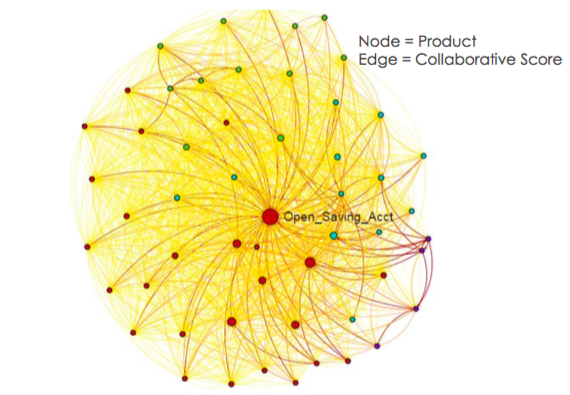 Node = Product
Edge = Collaborative Score
Open_Saving_Acct